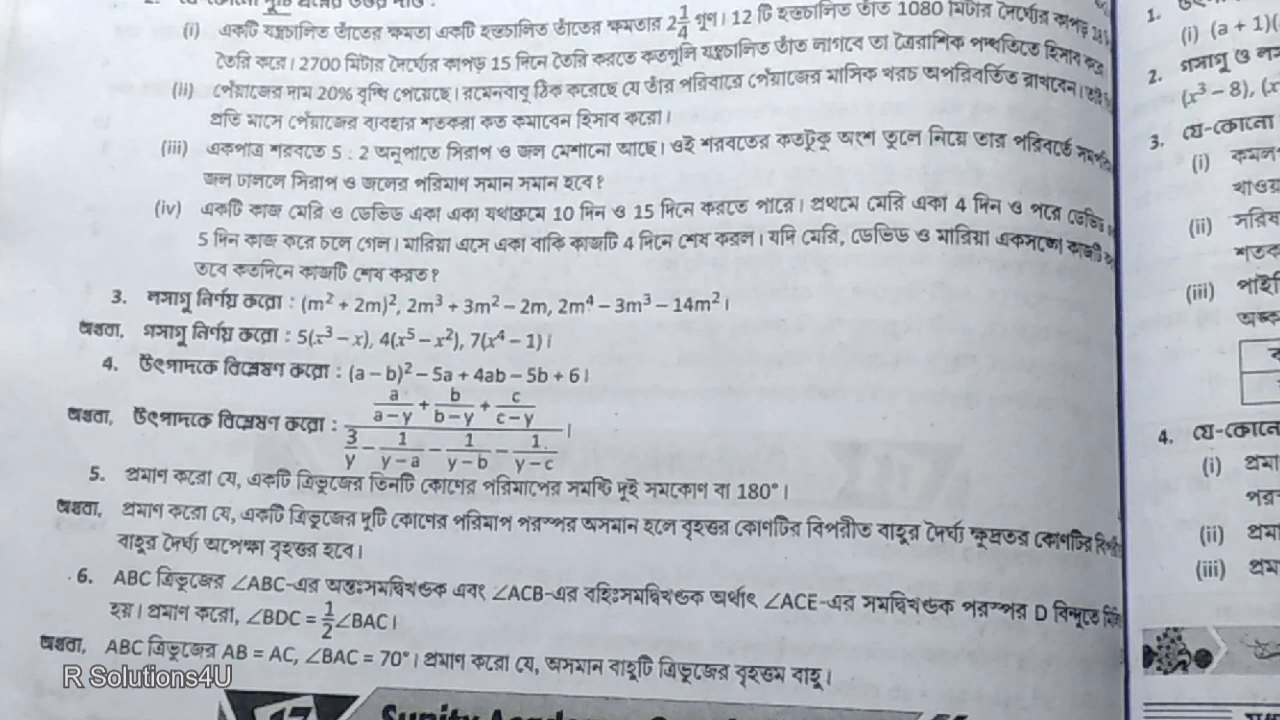 (i) একটি যন্ত্রচালিত তাঁতের ক্ষমতা একটি হস্তচালিত তাঁতের ক্ষমতার 2 1/4 গুণ। 12 টি হস্তচালিত তাঁত 1080 মিটার দৈর্ঘ্যের কাপড় 18
তৈরি করে। 2700 মিটার দৈর্ঘ্যের কাপড় 15 দিনে তৈরি করতে কতগুলি যন্ত্রচালিত তাঁত লাগবে তা ত্রৈরাশিক পদ্ধতিতে হিসাব করে
(ii) পেঁয়াজের দাম 20% বৃদ্ধি পেয়েছে। রমেনবাবু ঠিক করেছে যে তাঁর পরিবারে পেঁয়াজের মাসিক খরচ অপরিবর্তিত রাখবেন।
প্রতি মাসে পেঁয়াজের ব্যবহার শতকরা কত কমাবেন হিসাব করো।
(iii) একপাত্র শরবতে 5 : 2 অনুপাতে সিরাপ ও জল মেশানো আছে। ওই শরবতের কতটুকু অংশ তুলে নিয়ে তার পরিবর্তে
জল ঢাললে সিরাপ ও জলের পরিমাণ সমান সমান হবে?
(iv) একটি কাজ মেরি ও ডেভিড একা একা যথাক্রমে 10 দিন ও 15 দিনে করতে পারে। প্রথমে মেরি একা 4 দিন ও পরে ডেভিড
5 দিন কাজ করে চলে গেল। মারিয়া এসে একা বাকি কাজটি 4 দিনে শেষ করল। যদি মেরি, ডেভিড ও মারিয়া একসঙ্গে কাজটি
তবে কতদিনে কাজটি শেষ করত?
3. লসাগু নির্ণয় করো : (m² + 2m)², 2m³ + 3m² – 2m, 2m⁴ – 3m³ – 14m²।
অথবা, গসাগু নির্ণয় করো : 5(x³ – x), 4(x⁵ – x²), 7(x⁴ – 1)।
4. উৎপাদকে বিশ্লেষণ করো : (a – b)² – 5a + 4ab – 5b + 6।
a/(a – y) + b/(b – y) + c/(c – y)
অথবা, উৎপাদকে বিশ্লেষণ করো :
3/y – 1/(y – a) – 1/(y – b) – 1/(y – c)।
5. প্রমাণ করো যে, একটি ত্রিভুজের তিনটি কোণের পরিমাপের সমষ্টি দুই সমকোণ বা 180°।
অথবা, প্রমাণ করো যে, একটি ত্রিভুজের দুটি কোণের পরিমাপ পরস্পর অসমান হলে বৃহত্তর কোণটির বিপরীত বাহুর দৈর্ঘ্য ক্ষুদ্রতর কোণটির
বাহুর দৈর্ঘ্য অপেক্ষা বৃহত্তর হবে।
6. ABC ত্রিভুজের ∠ABC-এর অন্তঃসমদ্বিখণ্ডক এবং ∠ACB-এর বহিঃসমদ্বিখণ্ডক অর্থাৎ ∠ACE-এর সমদ্বিখণ্ডক পরস্পর D বিন্দুতে
হয়। প্রমাণ করো, ∠BDC = 1/2 ∠BAC।
অথবা, ABC ত্রিভুজের AB = AC, ∠BAC = 70°। প্রমাণ করো যে, অসমান বাহুটি ত্রিভুজের বৃহত্তম বাহু।
R Solutions4U
1.
(i) (a + 1)(
2. গসাগু ও
(x³ – 8), (x
3. যে-কোনো
(i)
(ii)
শতক
(iii)
4. যে-কোনো
(i) প্রমা
(ii) প্রমা
(iii)